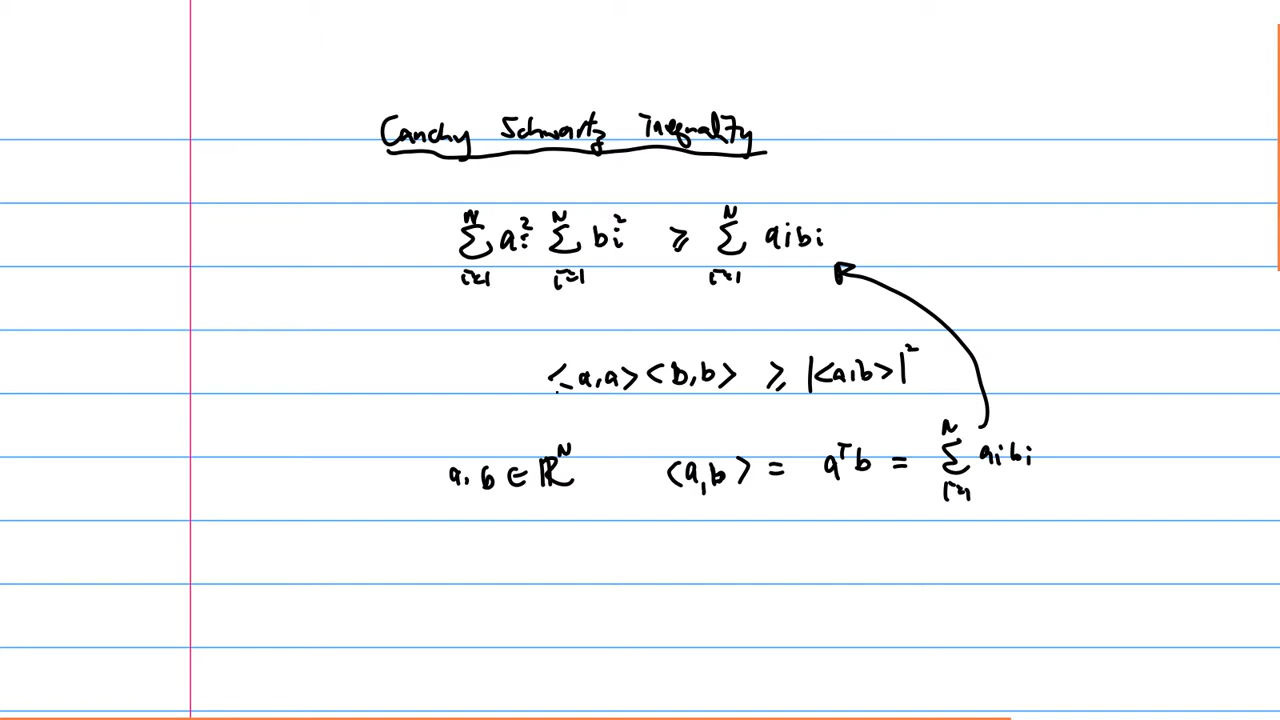 Cauchy Schwartz Inequality
∑_{i=1}^{N} a_i^2 ∑_{i=1}^{N} b_i^2 ≥ ∑_{i=1}^{N} a_i b_i
<a,a><b,b> ≥ |<a,b>|^2
a, b ∈ ℝ^N <a,b> = a^T b = ∑_{i=1}^{N} a_i b_i